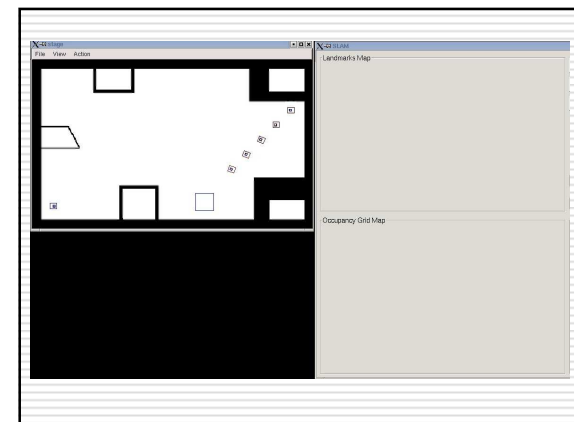 stage
File View Action
SLAM
Landmarks Map
Occupancy Grid Map